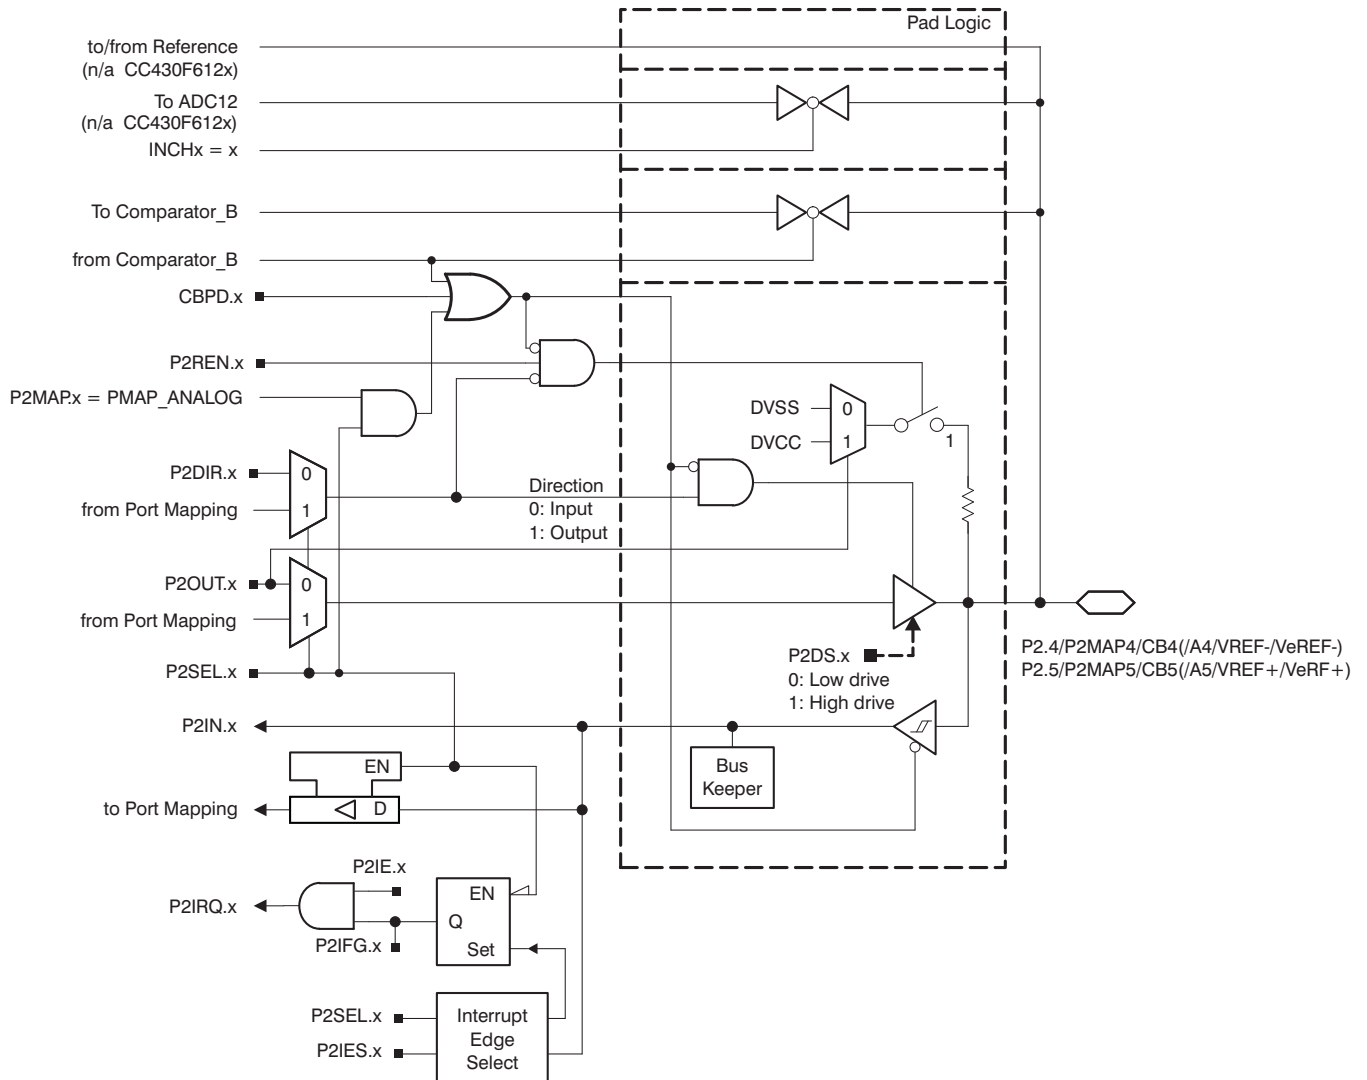 Pad Logic
to/from Reference
(n/a CC430F612x)
To ADC12
(n/a CC430F612x)
INCHx = x
To Comparator_B
from Comparator_B
CBPD.x
P2REN.x
P2MAP.x = PMAP_ANALOG
DVSS
0
DVCC
1
1
P2DIR.x
0
from Port Mapping
1
Direction
0: Input
1: Output
P2OUT.x
0
from Port Mapping
1
P2SEL.x
P2DS.x
0: Low drive
1: High drive
P2.4/P2MAP4/CB4(/A4/VREF-/VeREF-)
P2.5/P2MAP5/CB5(/A5/VREF+/VeRF+)
P2IN.x
Bus
Keeper
EN
to Port Mapping
D
P2IE.x
P2IRQ.x
EN
Q
P2IFG.x
Set
P2SEL.x
P2IES.x
Interrupt
Edge
Select